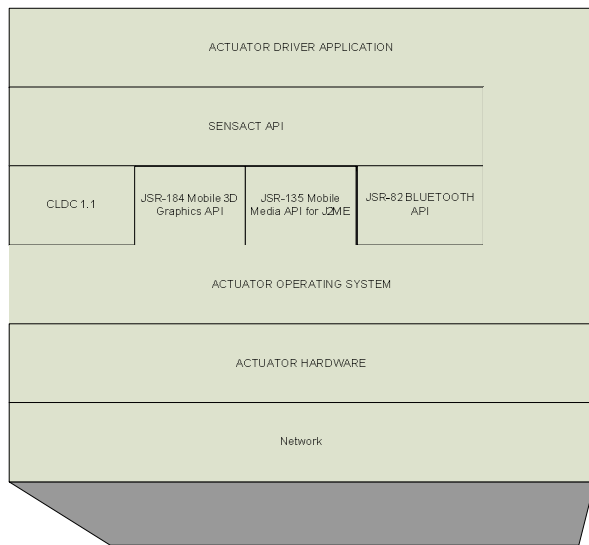 ACTUATOR DRIVER APPLICATION
SENSACT API
CLDC 1.1
JSR-184 Mobile 3D
Graphics API
JSR-135 Mobile
Media API for J2ME
JSR-82 BLUETOOTH
API
ACTUATOR OPERATING SYSTEM
ACTUATOR HARDWARE
Network